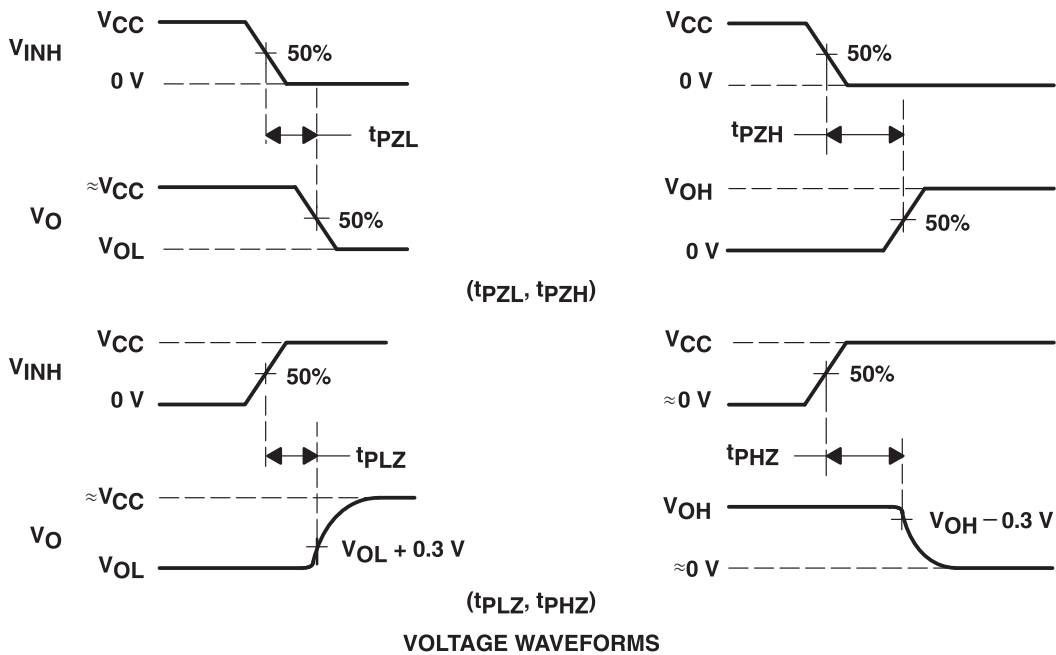 VCC
VINH
50%
0 V
tPZL
≈VCC
VO
50%
VOL
VCC
50%
0 V
tPZH
VOH
50%
0 V
(tPZL, tPZH)
VCC
VINH
50%
0 V
tPLZ
≈VCC
VO
VOL + 0.3 V
VOL
VCC
50%
≈0 V
tPHZ
VOH
VOH – 0.3 V
≈0 V
(tPLZ, tPHZ)
VOLTAGE WAVEFORMS